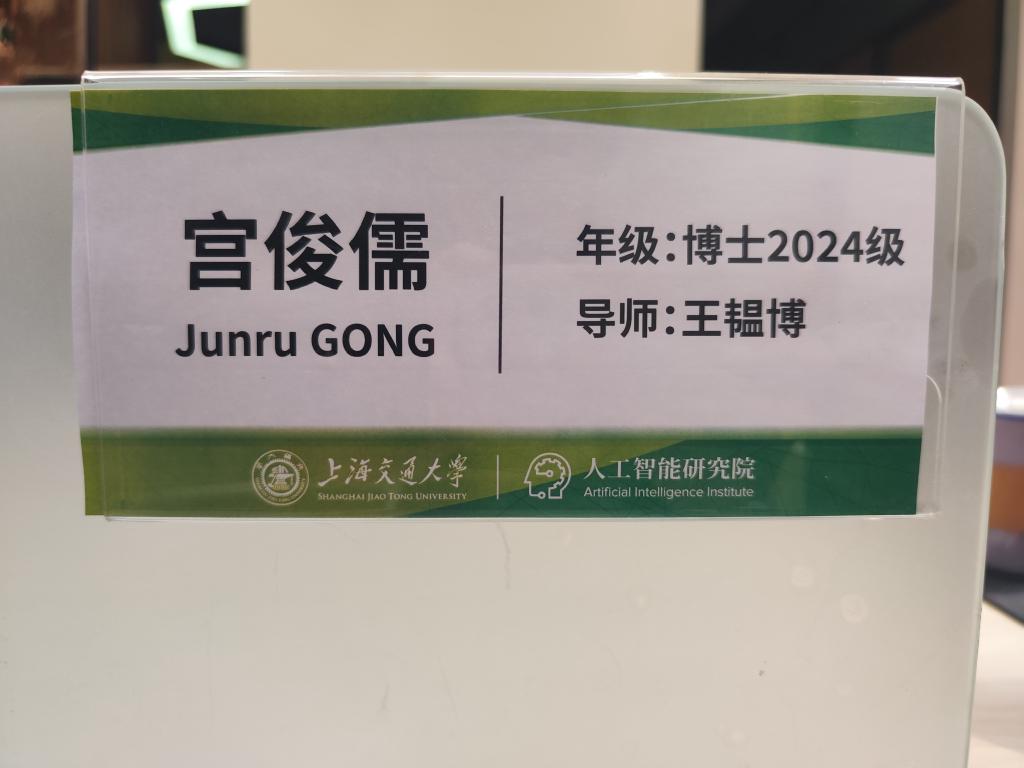 宫俊儒
Junru GONG
年级：博士2024级
导师：王韫博
上海交通大学
SHANGHAI JIAO TONG UNIVERSITY
人工智能研究院
Artificial Intelligence Institute